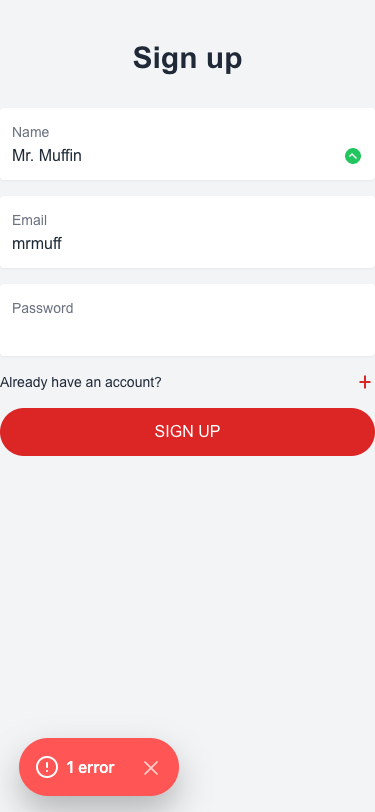 Sign up
Name
Mr. Muffin
Email
mrmuff
Password
Already have an account?
SIGN UP
1 error